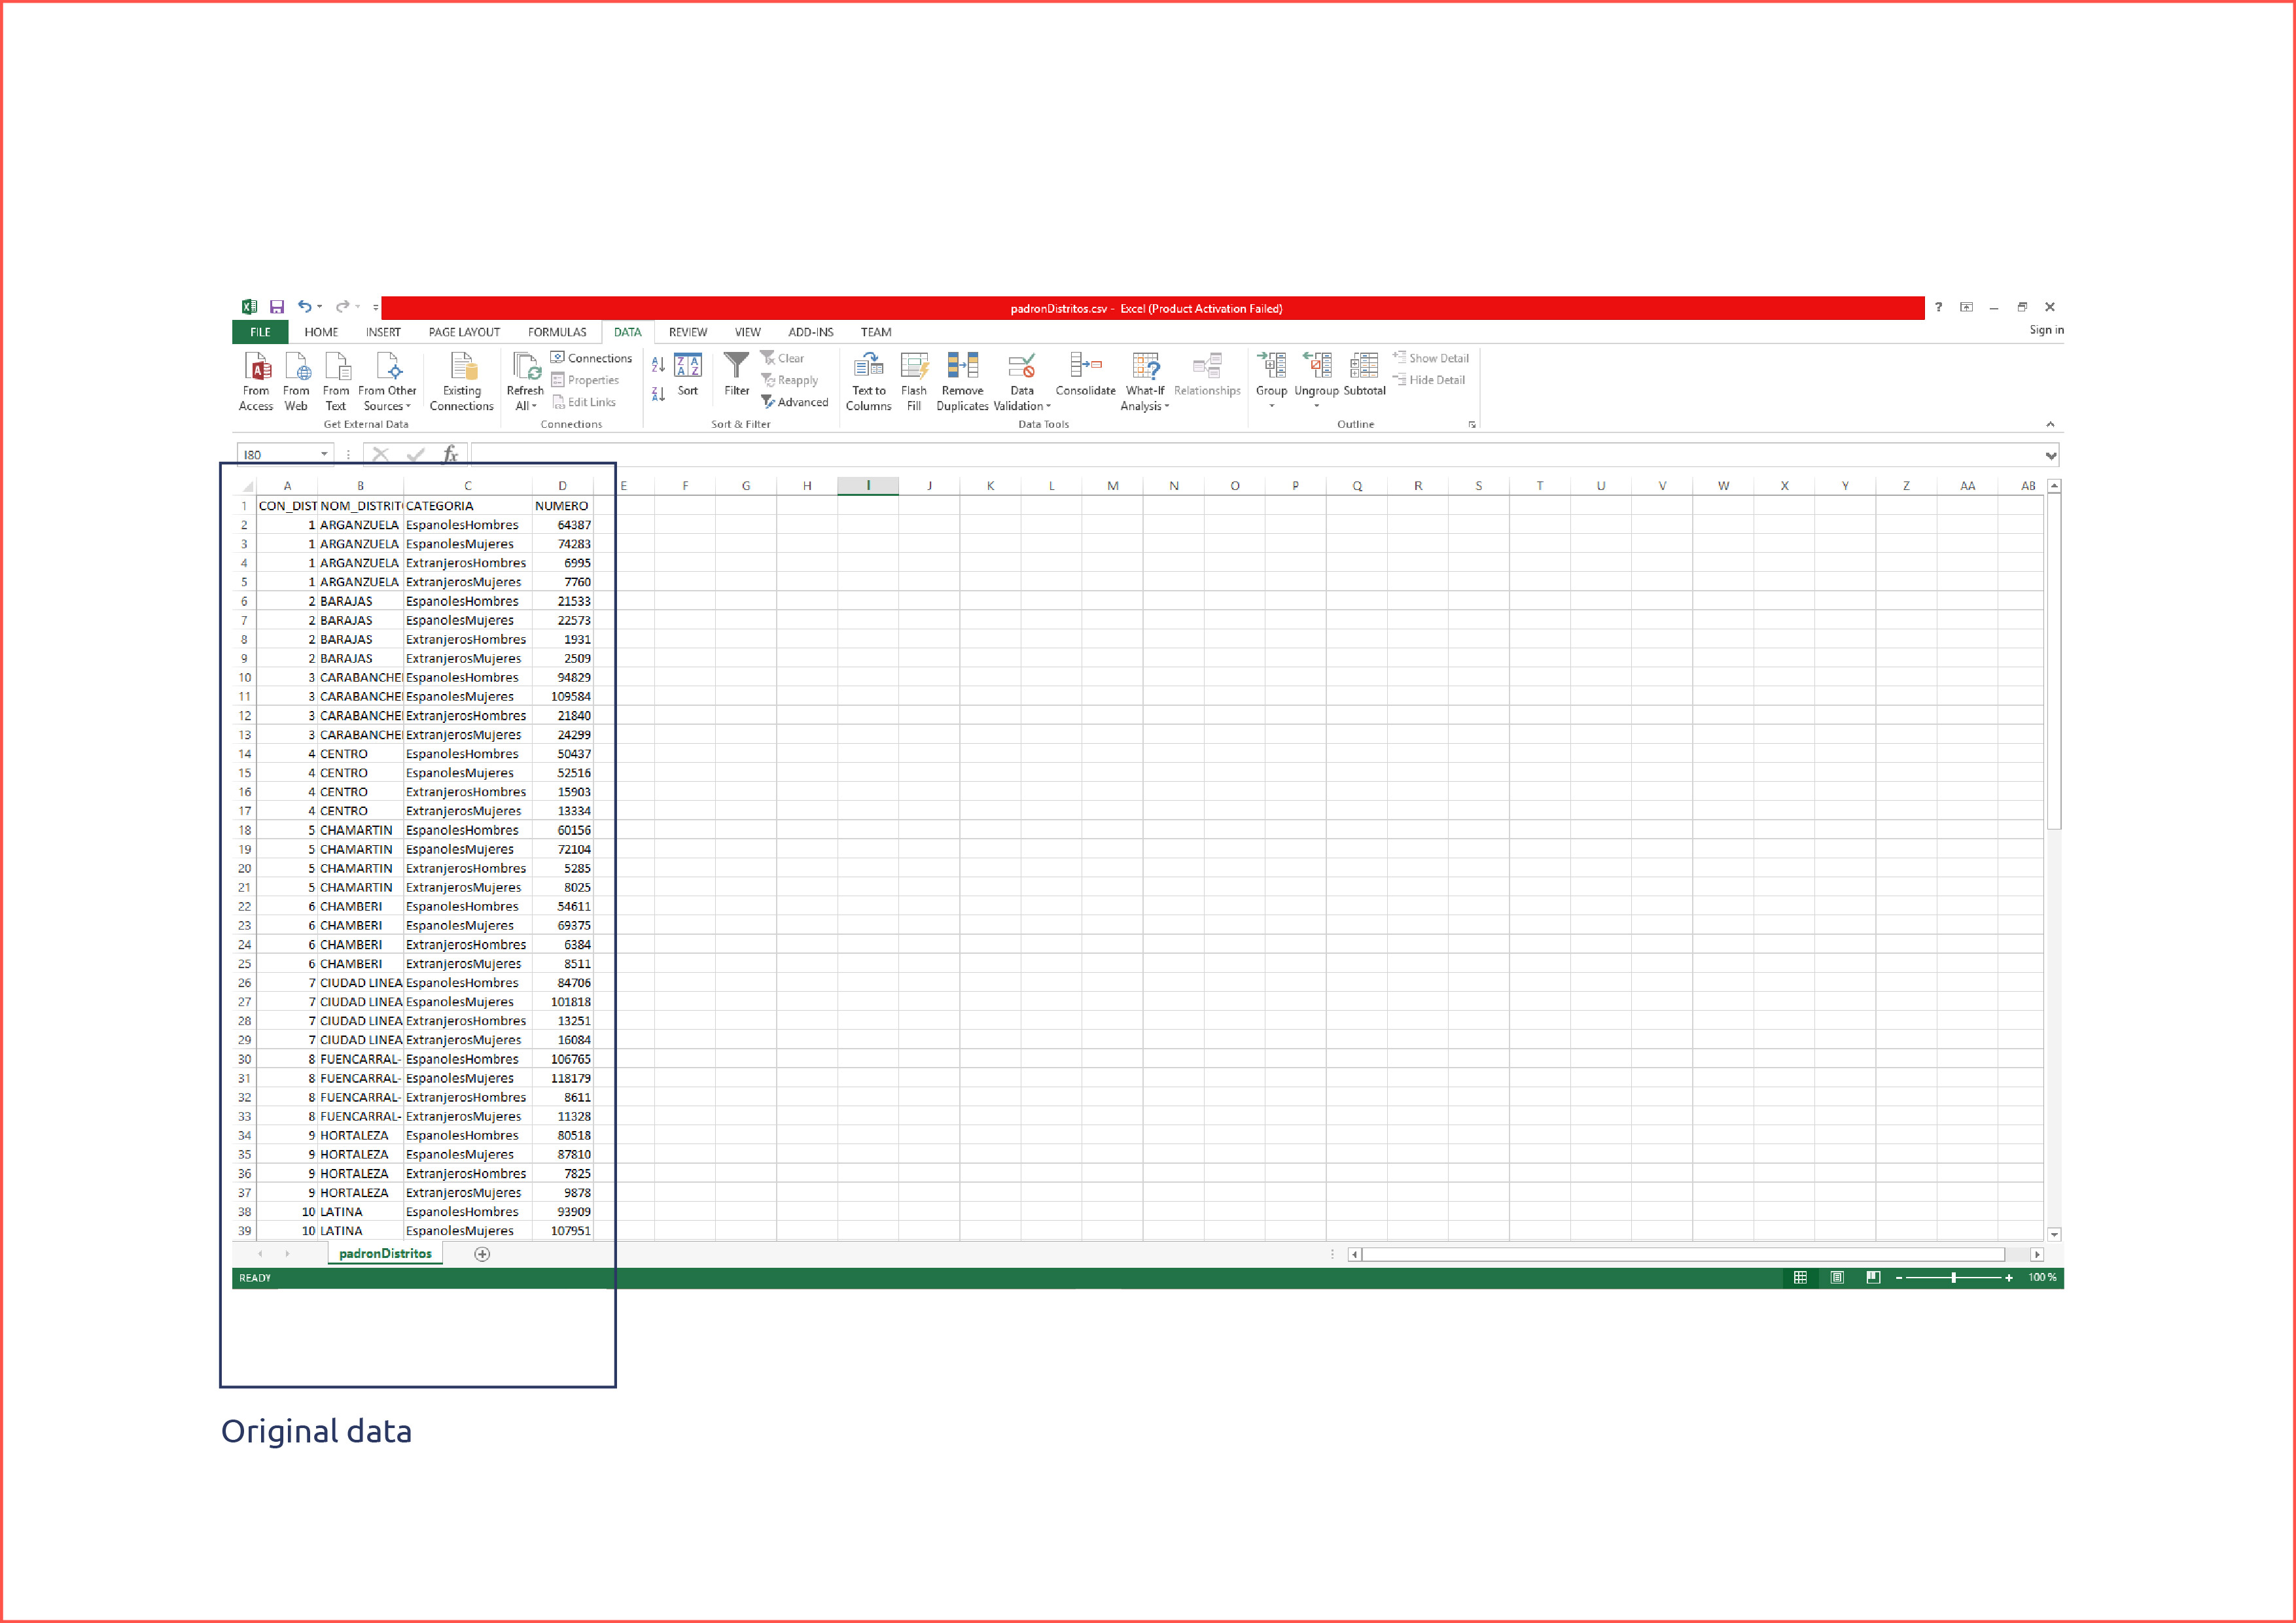 padronDistritos.csv - Excel (Product Activation Failed)
?
Sign in
FILE HOME INSERT PAGE LAYOUT FORMULAS DATA REVIEW VIEW ADD-INS TEAM
From Access
From Web
From Text
From Other Sources
Existing Connections
Get External Data
Refresh All
Connections
Properties
Edit Links
Connections
Sort
Filter
Clear
Reapply
Advanced
Sort & Filter
Text to Columns
Flash Fill
Remove Duplicates
Data Validation
Consolidate
What-If Analysis
Relationships
Data Tools
Group
Ungroup
Subtotal
Show Detail
Hide Detail
Outline
I80 fx
A B C D E F G H I J K L M N O P Q R S T U V W X Y Z AA AB
1 CON_DIST NOM_DISTRIT CATEGORIA NUMERO
2 1 ARGANZUELA EspanolesHombres 64387
3 1 ARGANZUELA EspanolesMujeres 74283
4 1 ARGANZUELA ExtranjerosHombres 6995
5 1 ARGANZUELA ExtranjerosMujeres 7760
6 2 BARAJAS EspanolesHombres 21533
7 2 BARAJAS EspanolesMujeres 22573
8 2 BARAJAS ExtranjerosHombres 1931
9 2 BARAJAS ExtranjerosMujeres 2509
10 3 CARABANCHE EspanolesHombres 94829
11 3 CARABANCHE EspanolesMujeres 109584
12 3 CARABANCHE ExtranjerosHombres 21840
13 3 CARABANCHE ExtranjerosMujeres 24299
14 4 CENTRO EspanolesHombres 50437
15 4 CENTRO EspanolesMujeres 52516
16 4 CENTRO ExtranjerosHombres 15903
17 4 CENTRO ExtranjerosMujeres 13334
18 5 CHAMARTIN EspanolesHombres 60156
19 5 CHAMARTIN EspanolesMujeres 72104
20 5 CHAMARTIN ExtranjerosHombres 5285
21 5 CHAMARTIN ExtranjerosMujeres 8025
22 6 CHAMBERI EspanolesHombres 54611
23 6 CHAMBERI EspanolesMujeres 69375
24 6 CHAMBERI ExtranjerosHombres 6384
25 6 CHAMBERI ExtranjerosMujeres 8511
26 7 CIUDAD LINEA EspanolesHombres 84706
27 7 CIUDAD LINEA EspanolesMujeres 101818
28 7 CIUDAD LINEA ExtranjerosHombres 13251
29 7 CIUDAD LINEA ExtranjerosMujeres 16084
30 8 FUENCARRAL- EspanolesHombres 106765
31 8 FUENCARRAL- EspanolesMujeres 118179
32 8 FUENCARRAL- ExtranjerosHombres 8611
33 8 FUENCARRAL- ExtranjerosMujeres 11328
34 9 HORTALEZA EspanolesHombres 80518
35 9 HORTALEZA EspanolesMujeres 87810
36 9 HORTALEZA ExtranjerosHombres 7825
37 9 HORTALEZA ExtranjerosMujeres 9878
38 10 LATINA EspanolesHombres 93909
39 10 LATINA EspanolesMujeres 107951
padronDistritos
READY
100 %
Original data